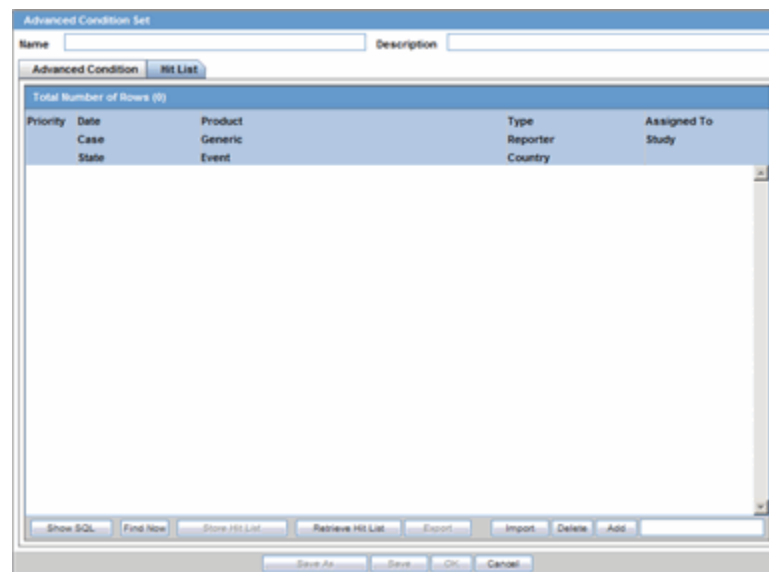 Advanced Condition Set
Name Description
Advanced Condition Hit List
Total Number of Rows (0)
Priority Date Product Type Assigned To
Case Generic Reporter Study
State Event Country
Show SQL Find Now Store Hit List Retrieve Hit List Export Import Delete Add
Save As Save OK Cancel